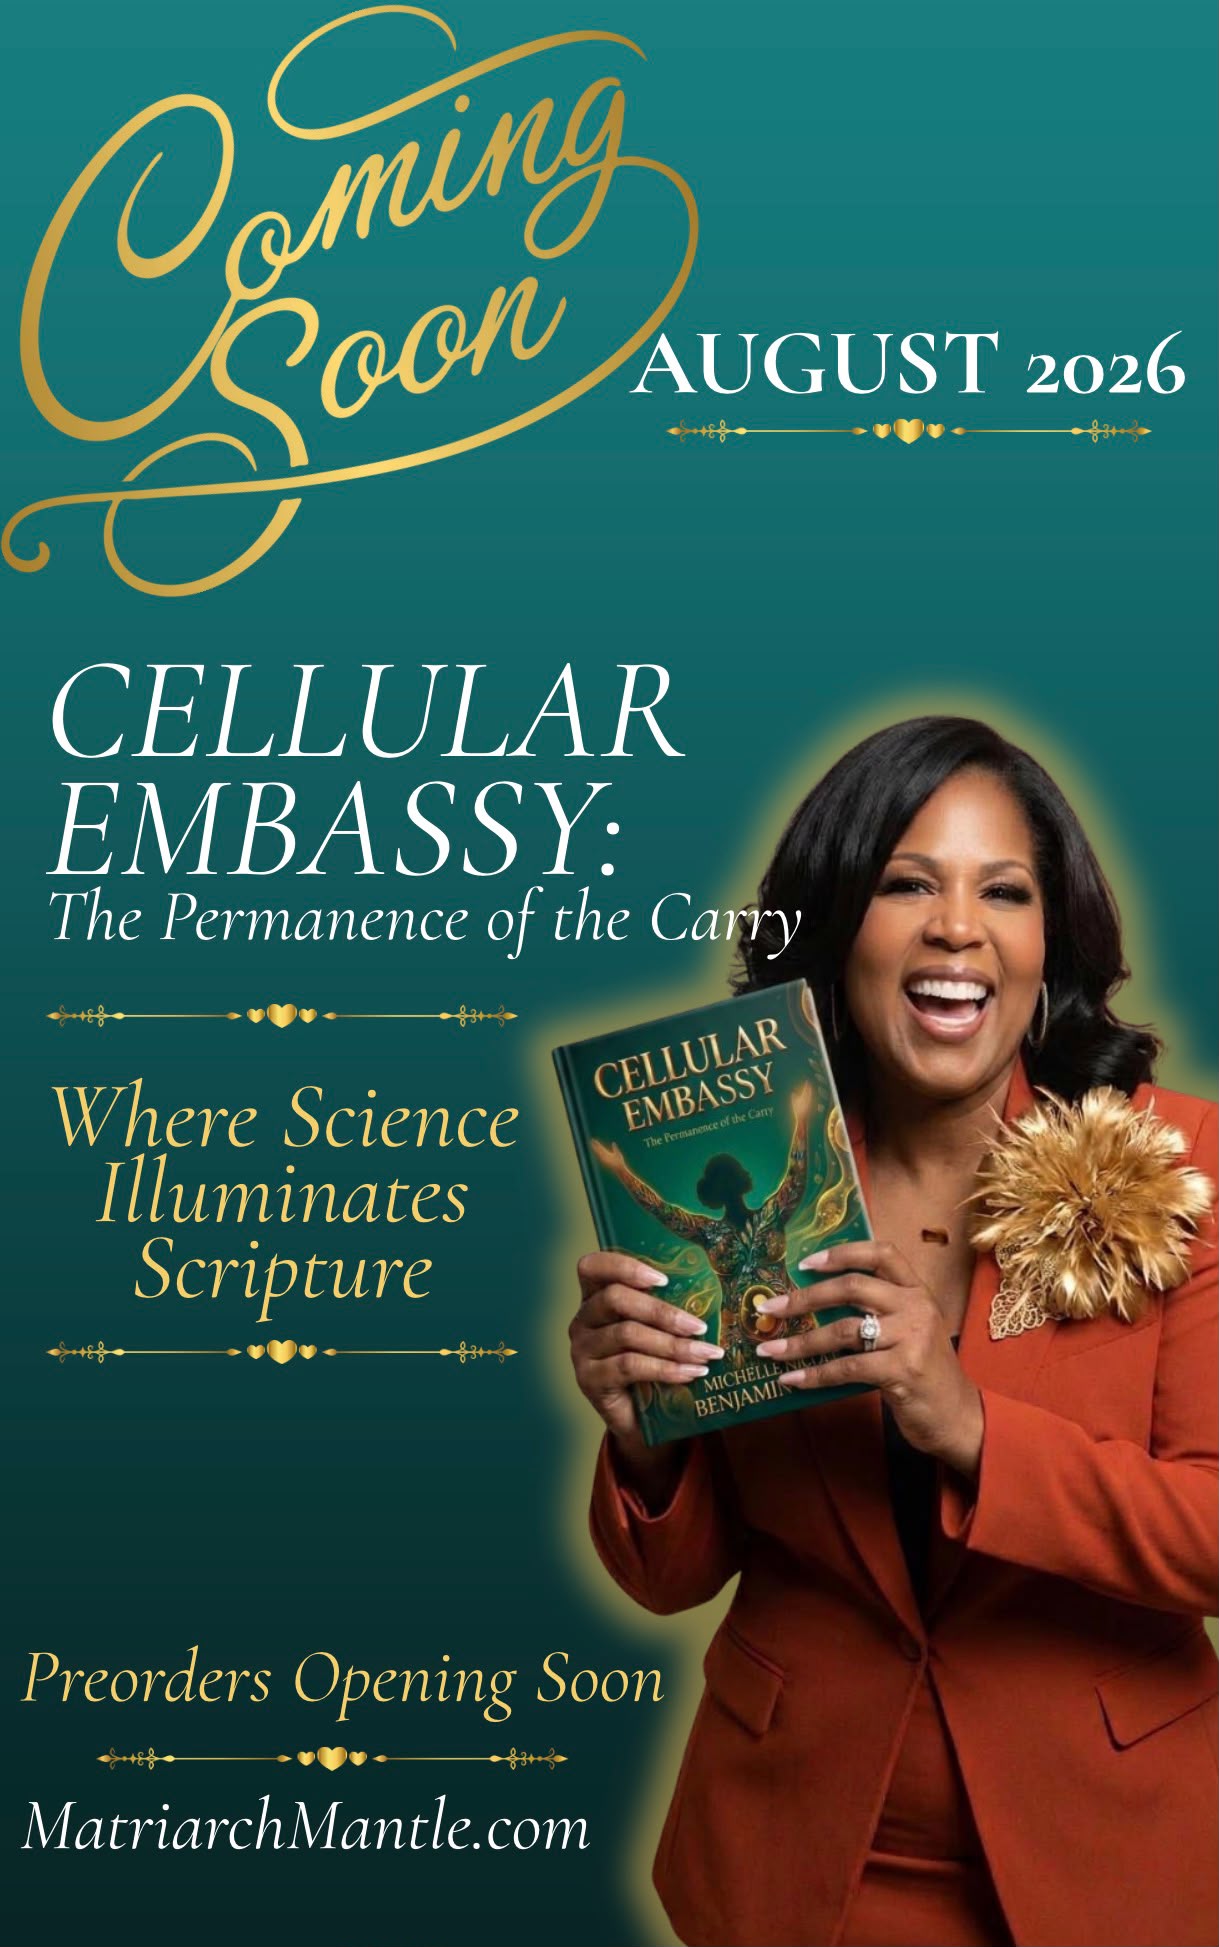 Coming
Soon
AUGUST 2026
CELLULAR
EMBASSY:
The Permanence of the Carry
Where Science
Illuminates
Scripture
CELLULAR
EMBASSY
The Permanence of the Carry
MICHELLE NICOLE
BENJAMIN
Preorders Opening Soon
MatriarchMantle.com